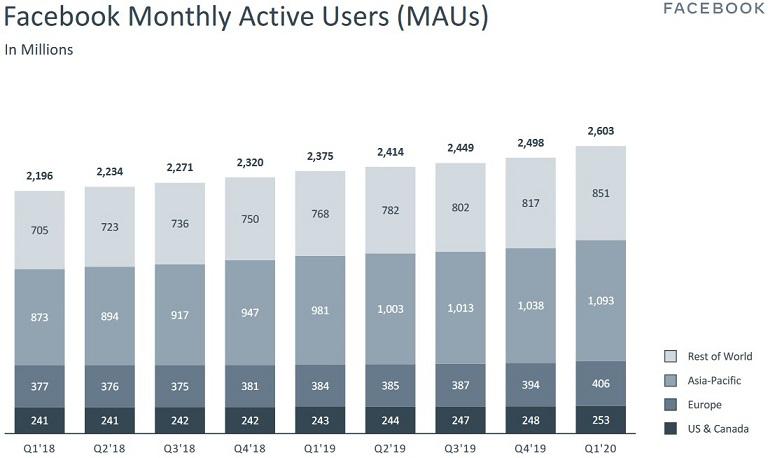 Facebook Monthly Active Users (MAUs)
FACEBOOK
In Millions
2,196 2,234 2,271 2,320 2,375 2,414 2,449 2,498 2,603
705 723 736 750 768 782 802 817 851
873 894 917 947 981 1,003 1,013 1,038 1,093
377 376 375 381 384 385 387 394 406
241 241 242 242 243 244 247 248 253
Q1'18 Q2'18 Q3'18 Q4'18 Q1'19 Q2'19 Q3'19 Q4'19 Q1'20
Rest of World
Asia-Pacific
Europe
US & Canada